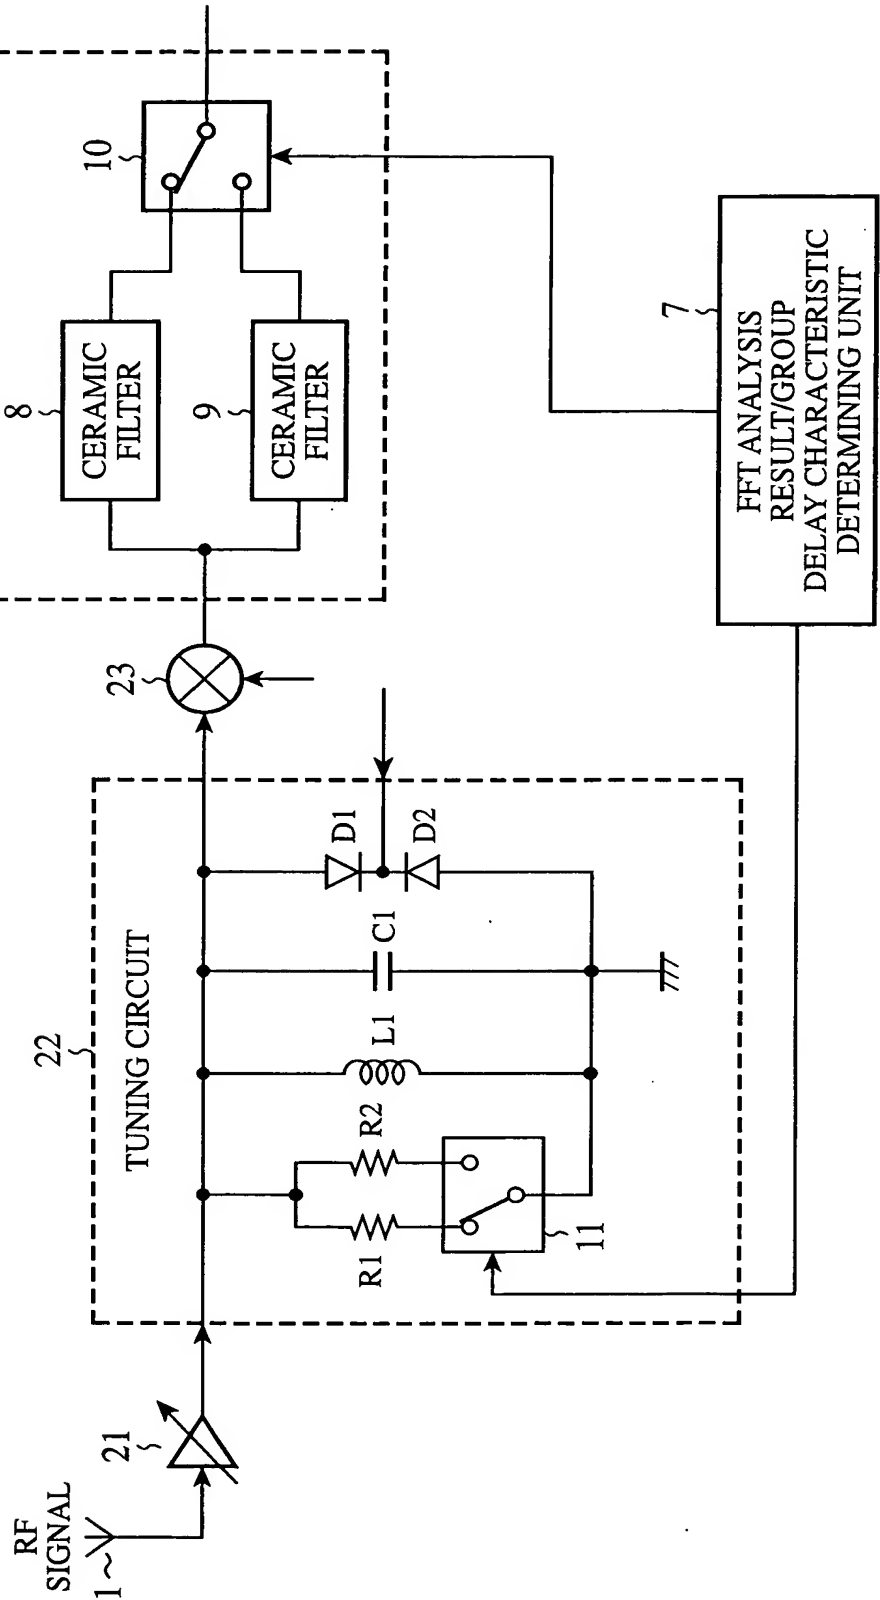 RF
SIGNAL
1
21
22
TUNING CIRCUIT
R1
R2
11
L1
C1
D1
D2
23
8
CERAMIC
FILTER
9
CERAMIC
FILTER
10
7
FFT ANALYSIS
RESULT/GROUP
DELAY CHARACTERISTIC
DETERMINING UNIT